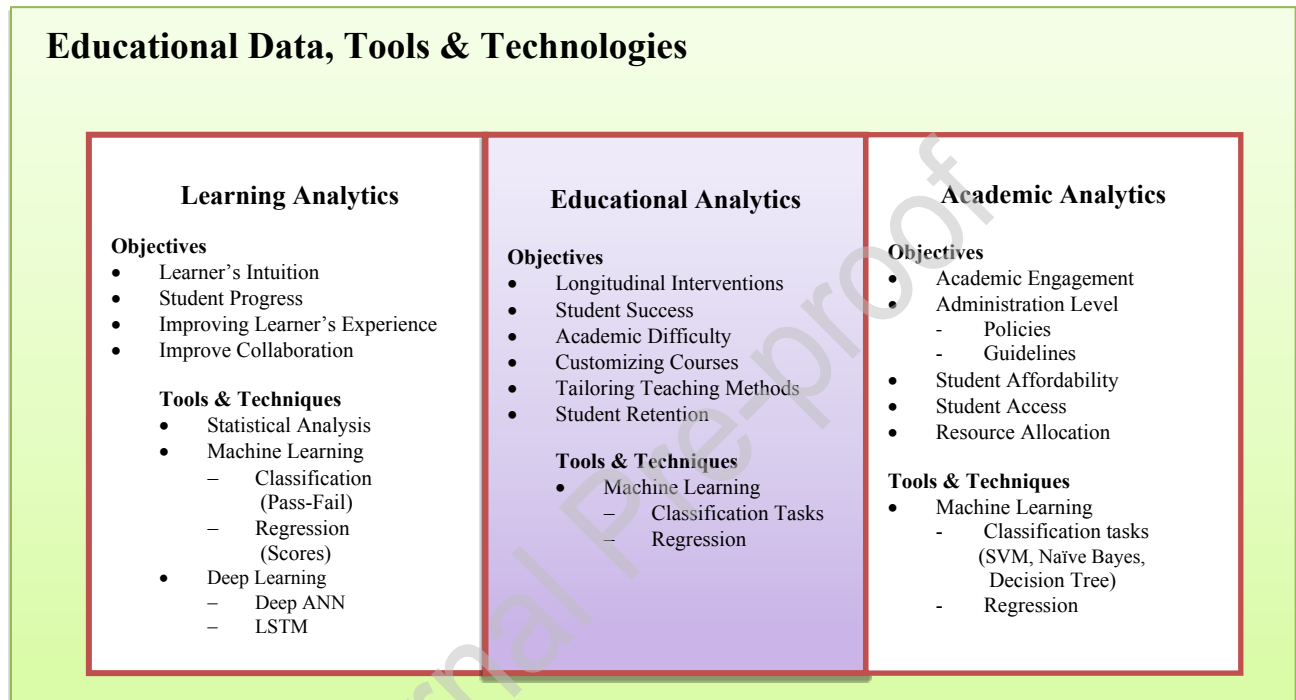 Educational Data, Tools & Technologies
Learning Analytics
Objectives
• Learner's Intuition
• Student Progress
• Improving Learner's Experience
• Improve Collaboration
Tools & Techniques
• Statistical Analysis
• Machine Learning
– Classification
(Pass-Fail)
– Regression
(Scores)
• Deep Learning
– Deep ANN
– LSTM
Educational Analytics
Objectives
• Longitudinal Interventions
• Student Success
• Academic Difficulty
• Customizing Courses
• Tailoring Teaching Methods
• Student Retention
Tools & Techniques
• Machine Learning
– Classification Tasks
– Regression
Academic Analytics
Objectives
• Academic Engagement
• Administration Level
- Policies
- Guidelines
• Student Affordability
• Student Access
• Resource Allocation
Tools & Techniques
• Machine Learning
- Classification tasks
(SVM, Naïve Bayes,
Decision Tree)
- Regression
rnal Pre-proof